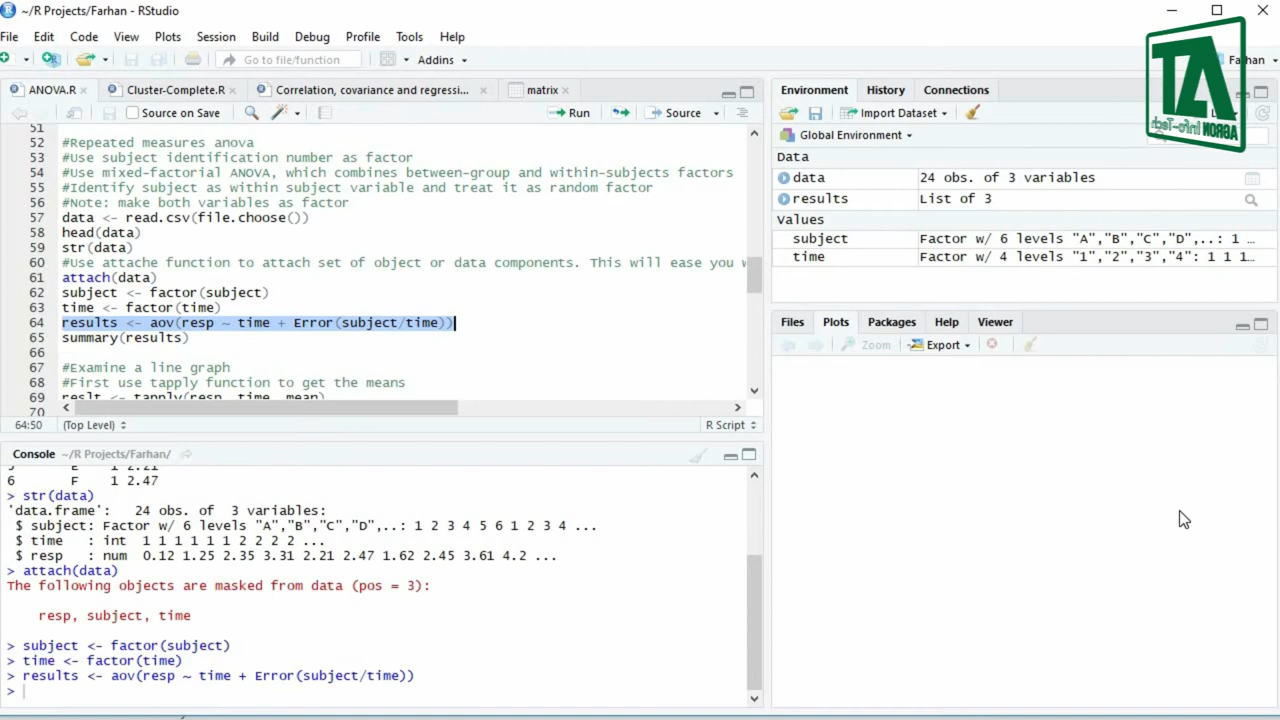 ~/R Projects/Farhan - RStudio
File Edit Code View Plots Session Build Debug Profile Tools Help
Go to file/function Addins Farhan
ANOVA.R Cluster-Complete.R Correlation, covariance and regressi... matrix
Source on Save Run Source
51
52 #Repeated measures anova
53 #Use subject identification number as factor
54 #Use mixed-factorial ANOVA, which combines between-group and within-subjects factors
55 #Identify subject as within subject variable and treat it as random factor
56 #Note: make both variables as factor
57 data <- read.csv(file.choose())
58 head(data)
59 str(data)
60 #Use attache function to attach set of object or data components. This will ease you
61 attach(data)
62 subject <- factor(subject)
63 time <- factor(time)
64 results <- aov(resp ~ time + Error(subject/time))
65 summary(results)
66
67 #Examine a line graph
68 #First use tapply function to get the means
69 reslt <- tapply(resp, time, mean)
70
64:50 (Top Level) R Script
Console ~/R Projects/Farhan/
5 E 1 2.21
6 F 1 2.47
> str(data)
'data.frame': 24 obs. of 3 variables:
$ subject: Factor w/ 6 levels "A","B","C","D",..: 1 2 3 4 5 6 1 2 3 4 ...
$ time : int 1 1 1 1 1 1 2 2 2 2 ...
$ resp : num 0.12 1.25 2.35 3.31 2.21 2.47 1.62 2.45 3.61 4.2 ...
> attach(data)
The following objects are masked from data (pos = 3):
resp, subject, time
> subject <- factor(subject)
> time <- factor(time)
> results <- aov(resp ~ time + Error(subject/time))
>
Environment History Connections
Import Dataset
Global Environment
Data
data 24 obs. of 3 variables
results List of 3
Values
subject Factor w/ 6 levels "A","B","C","D",..: 1 …
time Factor w/ 4 levels "1","2","3","4": 1 1 1…
Files Plots Packages Help Viewer
Zoom Export
AGRON Info-Tech